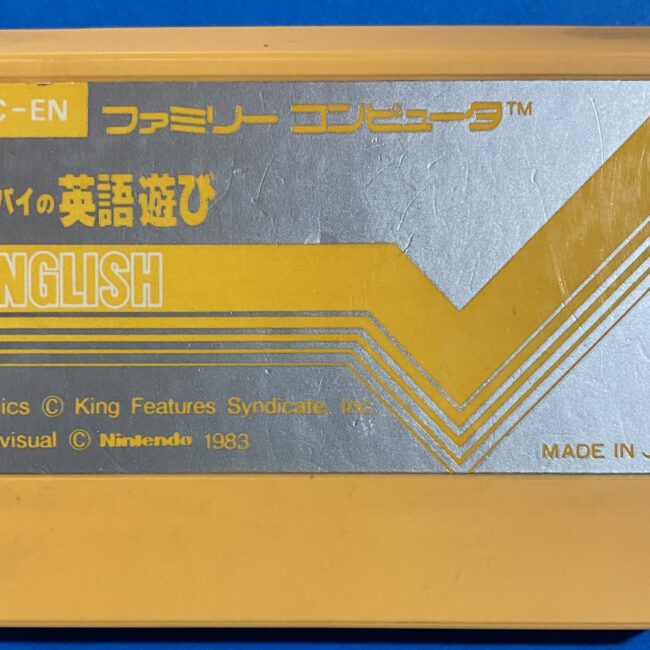 C-EN ファミリー コンピュータ™
パイの英語遊び
ENGLISH
ics © King Features Syndicate, Inc.
visual © Nintendo 1983
MADE IN J